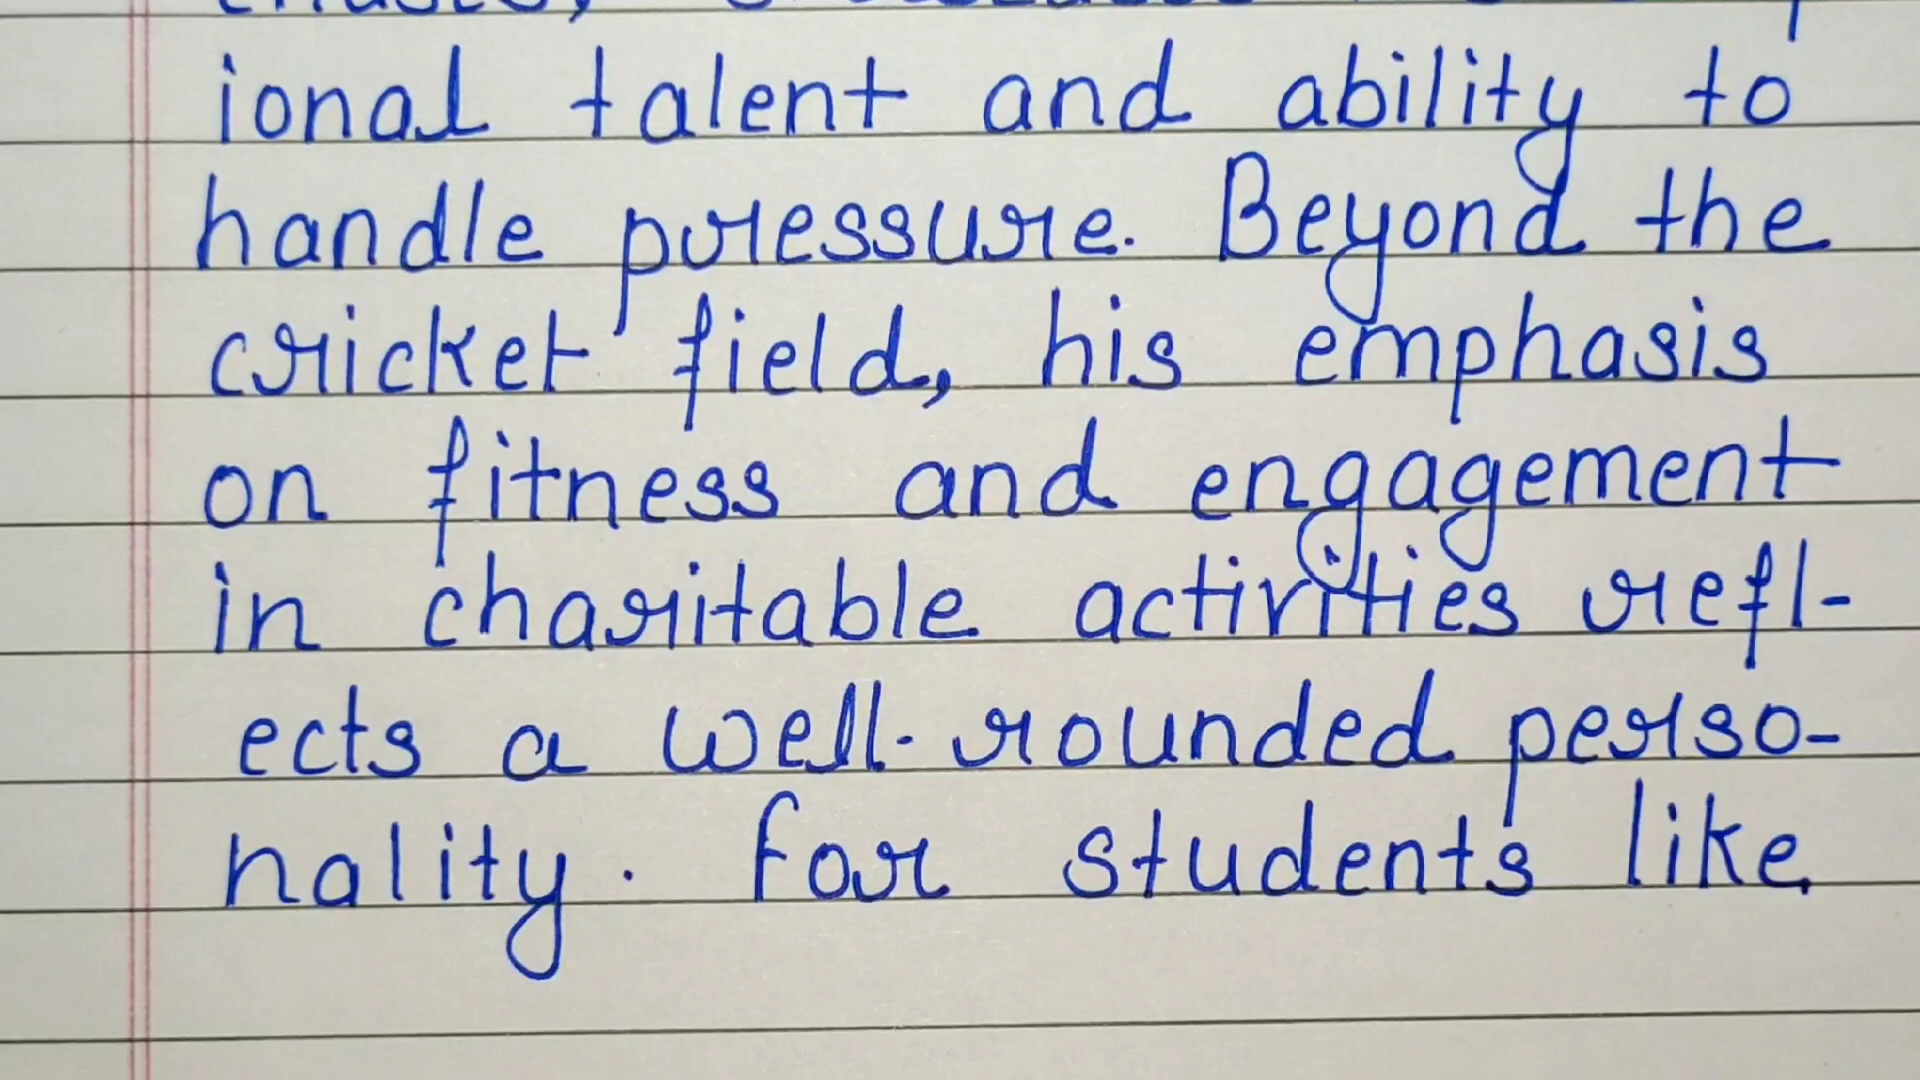 ional talent and ability to
handle pressure. Beyond the
cricket field, his emphasis
on fitness and engagement
in charitable activities refl-
ects a well-rounded perso-
nality. For students like